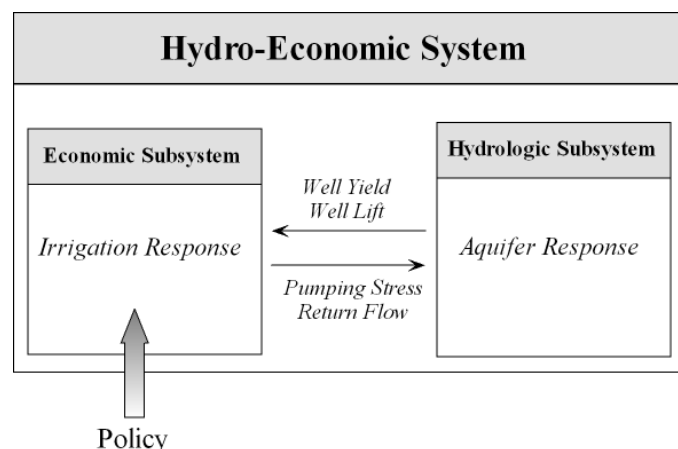 Hydro-Economic System
Economic Subsystem
Irrigation Response
Well Yield
Well Lift
Pumping Stress
Return Flow
Hydrologic Subsystem
Aquifer Response
Policy